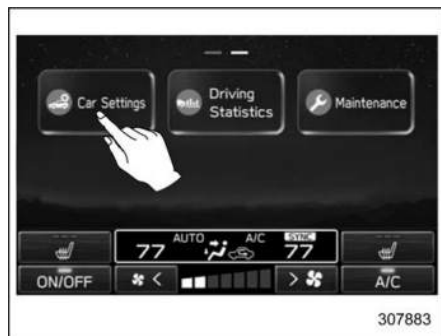 Car Settings
Driving
Statistics
Maintenance
AUTO
A/C
SYNC
77
77
ON/OFF
<
>
A/C
307883